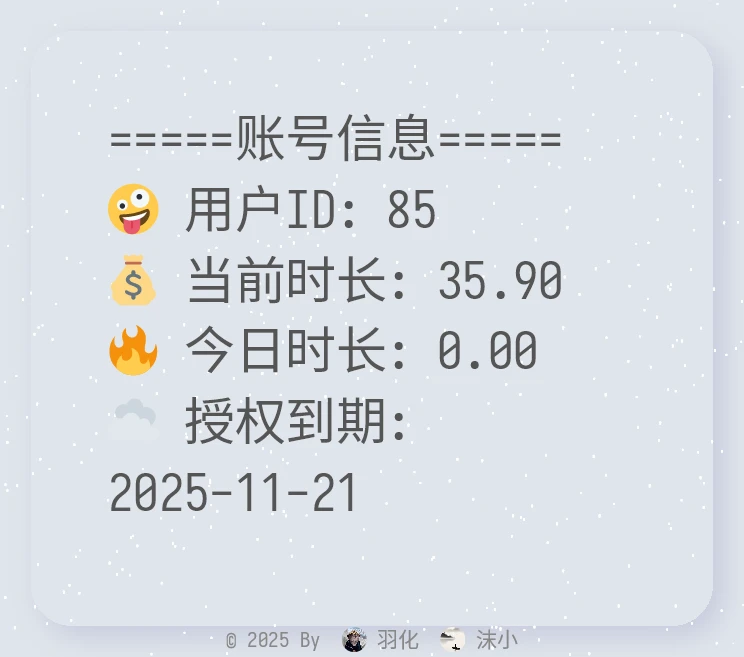 =====账号信息=====
🤪 用户ID: 85
💰 当前时长: 35.90
🔥 今日时长: 0.00
☁️ 授权到期:
2025-11-21
© 2025 By 羽化 沫小